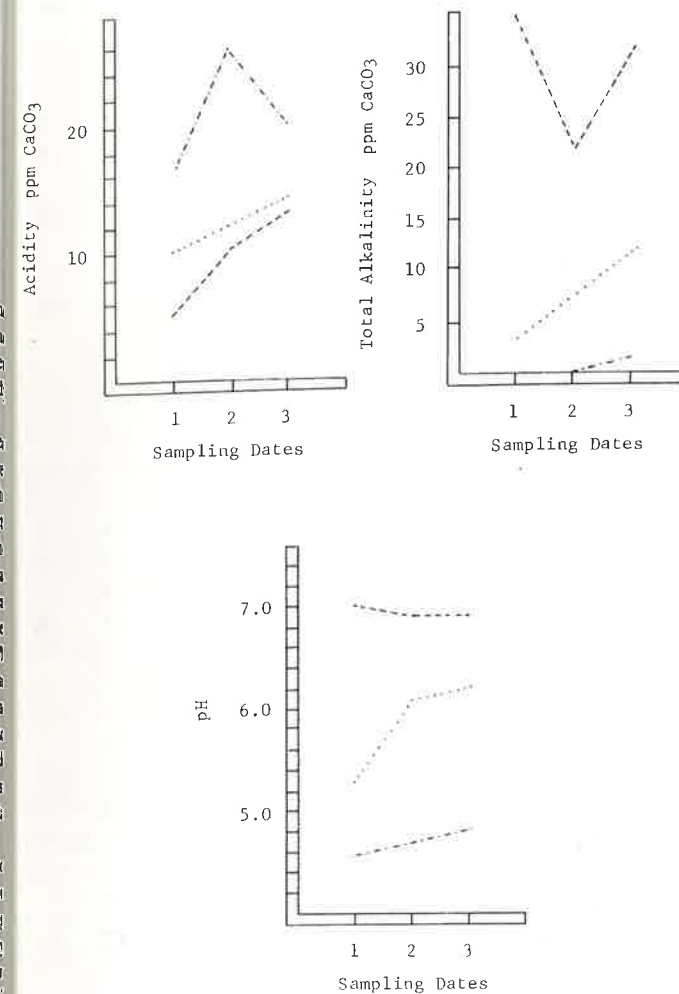 Acidity ppm CaCO3
20
10
1 2 3
Sampling Dates
Total Alkalinity ppm CaCO3
30
25
20
15
10
5
1 2 3
Sampling Dates
pH
7.0
6.0
5.0
1 2 3
Sampling Dates